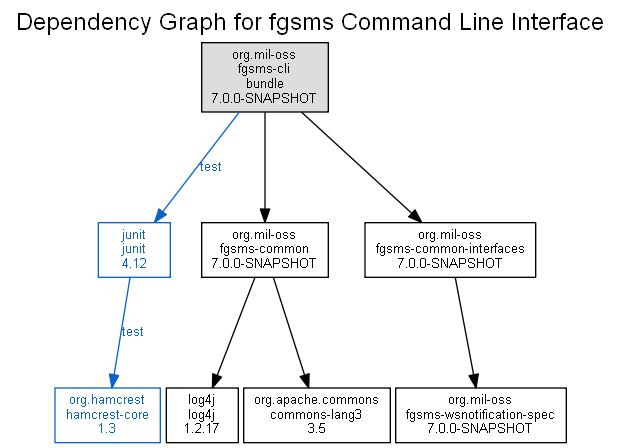 Dependency Graph for fgsms Command Line Interface
org.mil-oss
fgsms-cli
bundle
7.0.0-SNAPSHOT
test
junit
junit
4.12
org.mil-oss
fgsms-common
7.0.0-SNAPSHOT
org.mil-oss
fgsms-common-interfaces
7.0.0-SNAPSHOT
test
org.hamcrest
hamcrest-core
1.3
log4j
log4j
1.2.17
org.apache.commons
commons-lang3
3.5
org.mil-oss
fgsms-wsnotification-spec
7.0.0-SNAPSHOT